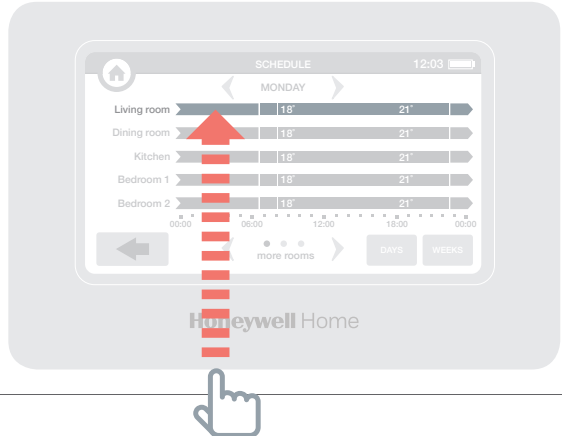 SCHEDULE 12:03
MONDAY
Living room 18° 21°
Dining room 18° 21°
Kitchen 18° 21°
Bedroom 1 18° 21°
Bedroom 2 18° 21°
00:00 06:00 12:00 18:00 00:00
more rooms DAYS WEEKS
Honeywell Home